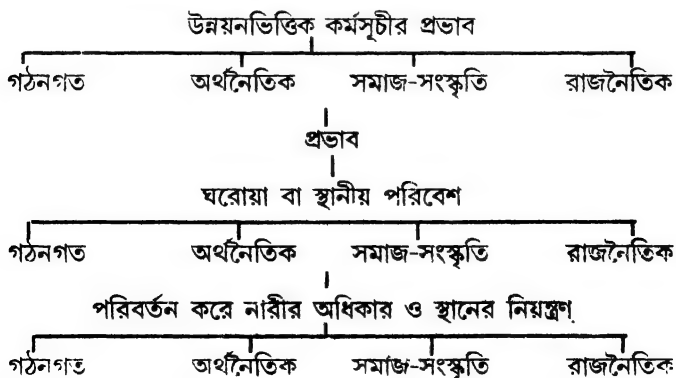 উন্নয়নভিত্তিক কর্মসূচীর প্রভাব
গঠনগত অর্থনৈতিক সমাজ-সংস্কৃতি রাজনৈতিক
প্রভাব
ঘরোয়া বা স্থানীয় পরিবেশ
গঠনগত অর্থনৈতিক সমাজ-সংস্কৃতি রাজনৈতিক
পরিবর্তন করে নারীর অধিকার ও স্থানের নিয়ন্ত্রণ
গঠনগত অর্থনৈতিক সমাজ-সংস্কৃতি রাজনৈতিক